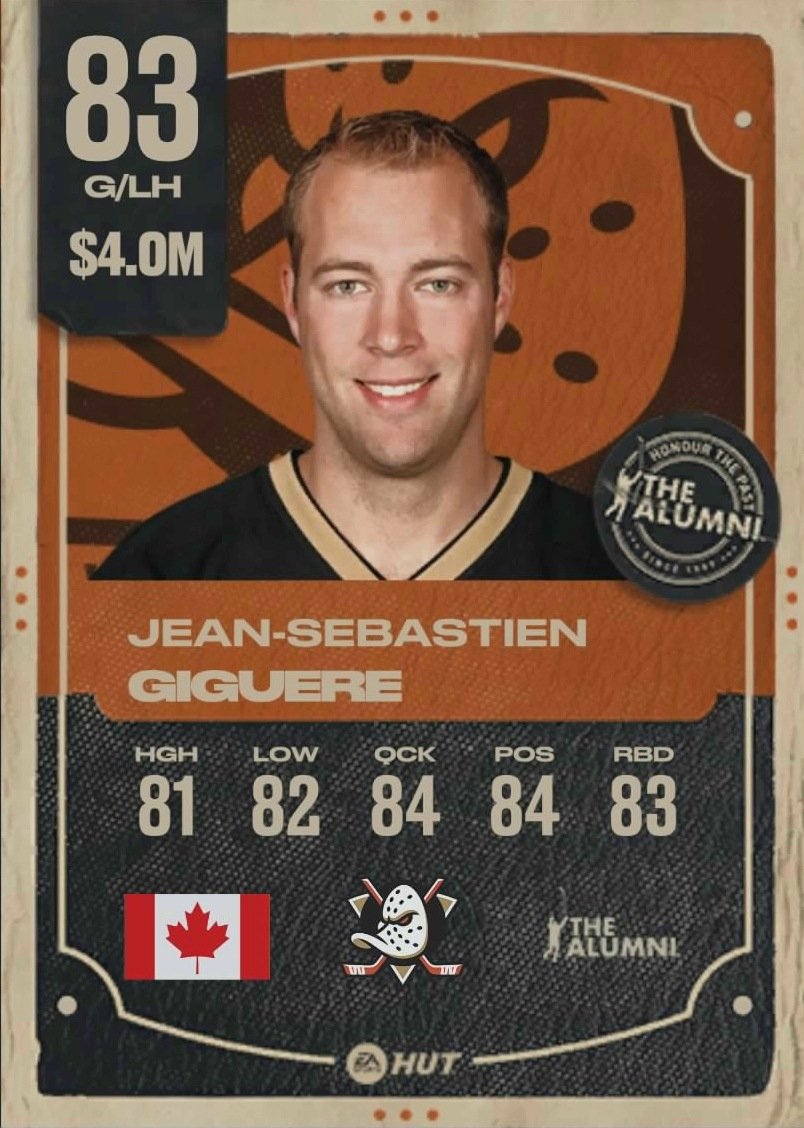 83
G/LH
$4.0M
HONOUR THE PAST
THE
ALUMNI
JEAN-SEBASTIEN
GIGUERE
HGH LOW QCK POS RBD
81 82 84 84 83
THE
ALUMNI
EA
HUT